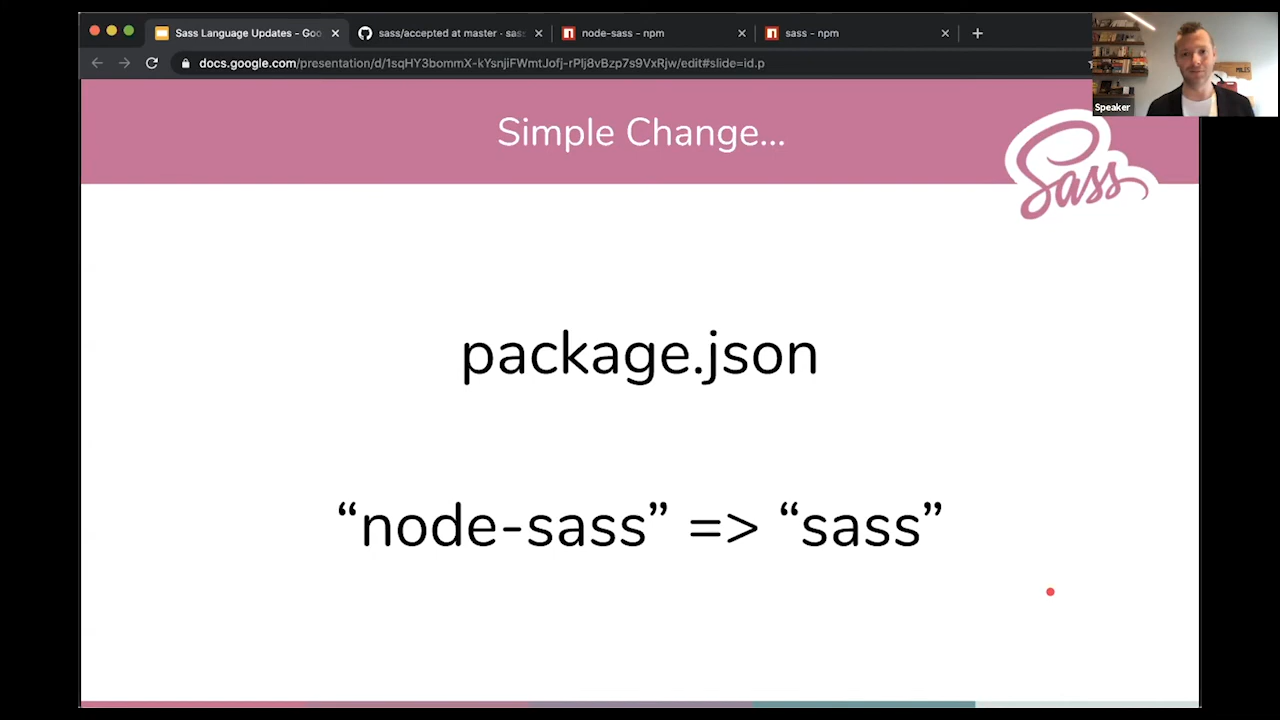 Sass Language Updates - Goo
sass/accepted at master · sass
node-sass - npm
sass - npm
docs.google.com/presentation/d/1sqHY3bommX-kYsnjiFWmtJofj-rPlj8vBzp7s9VxRjw/edit#slide=id.p
Speaker
Simple Change...
Sass
package.json
“node-sass” => “sass”